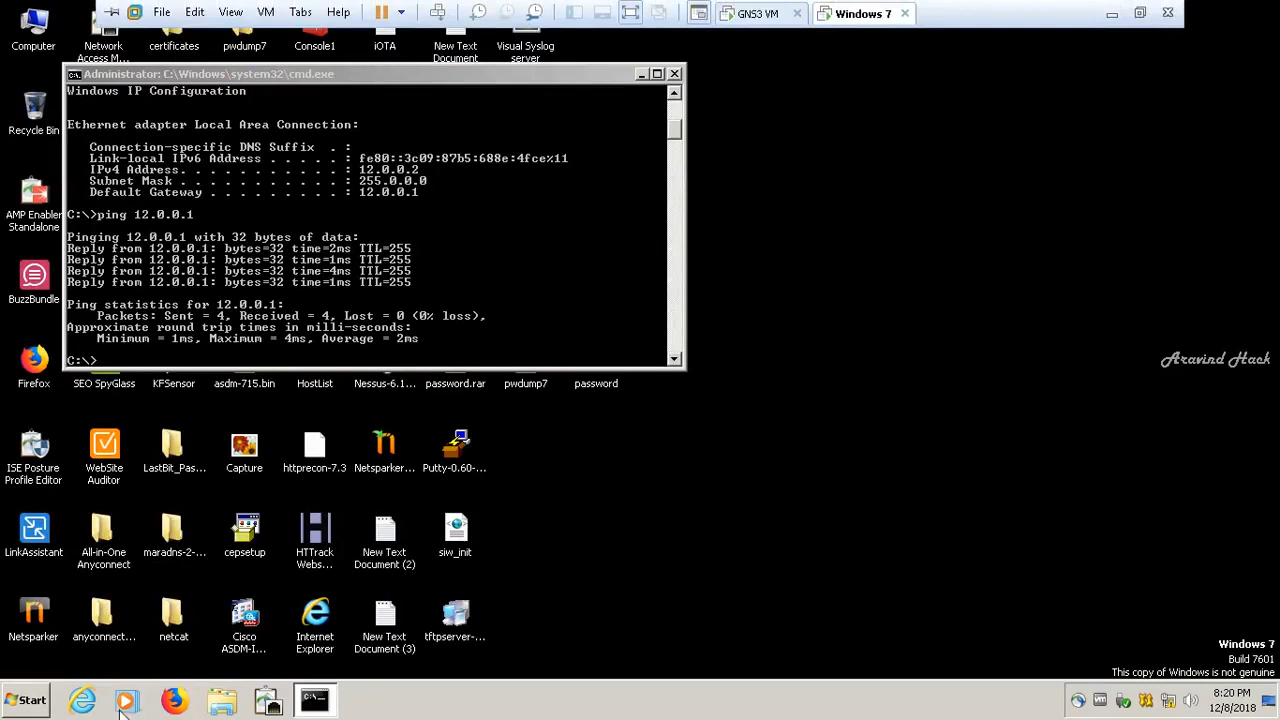 File Edit View VM Tabs Help
GNS3 VM
Windows 7
Computer
Network Access M...
certificates
pwdump7
Console1
iOTA
New Text Document
Visual Syslog server
Administrator: C:\Windows\system32\cmd.exe
Windows IP Configuration
Ethernet adapter Local Area Connection:
Connection-specific DNS Suffix . :
Link-local IPv6 Address . . . . . : fe80::3c09:87b5:688e:4fce%11
IPv4 Address. . . . . . . . . . . : 12.0.0.2
Subnet Mask . . . . . . . . . . . : 255.0.0.0
Default Gateway . . . . . . . . . : 12.0.0.1
C:\>ping 12.0.0.1
Pinging 12.0.0.1 with 32 bytes of data:
Reply from 12.0.0.1: bytes=32 time=2ms TTL=255
Reply from 12.0.0.1: bytes=32 time=1ms TTL=255
Reply from 12.0.0.1: bytes=32 time=4ms TTL=255
Reply from 12.0.0.1: bytes=32 time=1ms TTL=255
Ping statistics for 12.0.0.1:
Packets: Sent = 4, Received = 4, Lost = 0 (0% loss),
Approximate round trip times in milli-seconds:
Minimum = 1ms, Maximum = 4ms, Average = 2ms
C:\>
Recycle Bin
AMP Enabler Standalone
BuzzBundle
Aravind Hack
Firefox
SEO SpyGlass
KFSensor
asdm-715.bin
HostList
Nessus-6.1...
password.rar
pwdump7
password
ISE Posture Profile Editor
WebSite Auditor
LastBit_Pas...
Capture
httprecon-7.3
Netsparker...
Putty-0.60-...
LinkAssistant
All-in-One Anyconnect
maradns-2-...
cepsetup
HTTrack Webs...
New Text Document (2)
siw_init
Netsparker
anyconnect...
netcat
Cisco ASDM-I...
Internet Explorer
New Text Document (3)
tftpserver-...
Windows 7
Build 7601
This copy of Windows is not genuine
Start
8:20 PM
12/8/2018